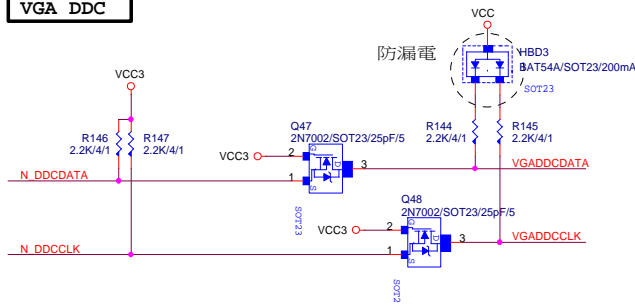 VGA DDC
VCC
防漏電
HBD3
BAT54A/SOT23/200mA
SOT23
VCC3
R146
2.2K/4/1
R147
2.2K/4/1
Q47
2N7002/SOT23/25pF/5
R144
2.2K/4/1
R145
2.2K/4/1
VCC3
2
G
D
S
3
1
N_DDCDATA
VGADDCDATA
SOT23
Q48
2N7002/SOT23/25pF/5
VCC3
2
G
D
S
3
1
N_DDCCLK
VGADDCCLK